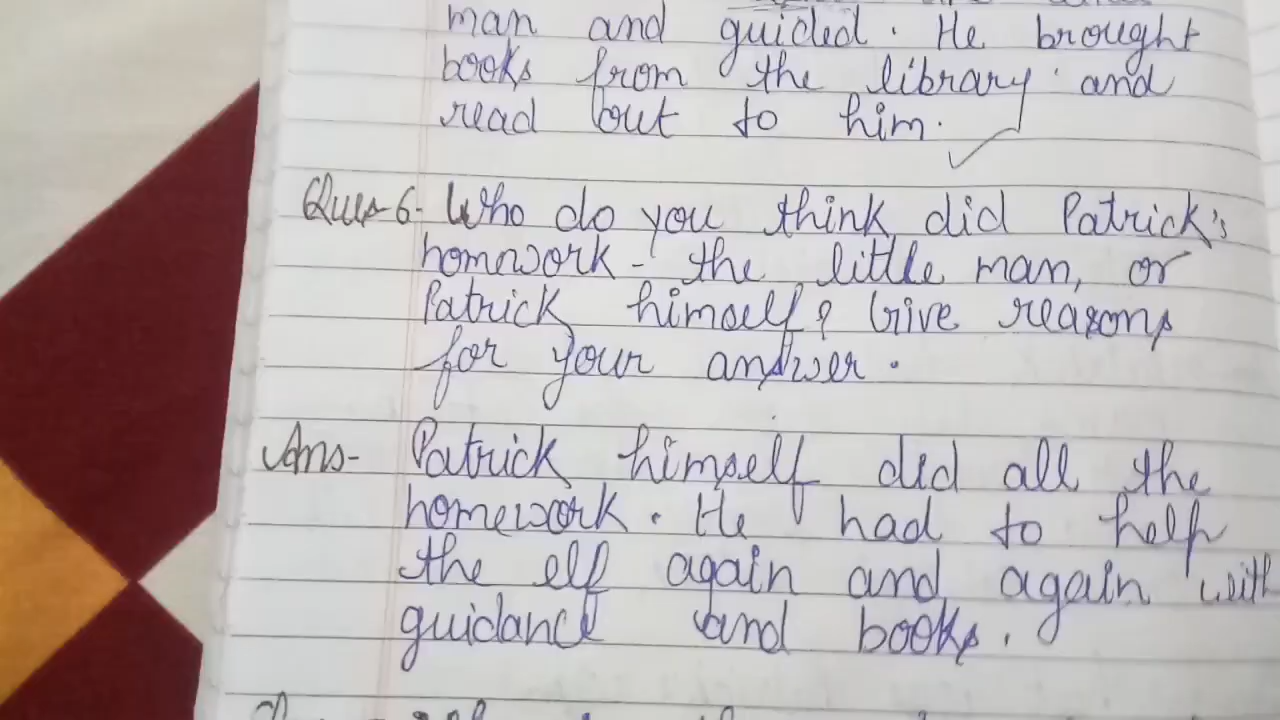 man and guided. He brought
books from the library and
read out to him.
Ques-6- Who do you think did Patrick's
homework - the little man, or
Patrick himself? Give reasons
for your answer.
Ans- Patrick himself did all the
homework. He had to help
the elf again and again with
guidance and books.